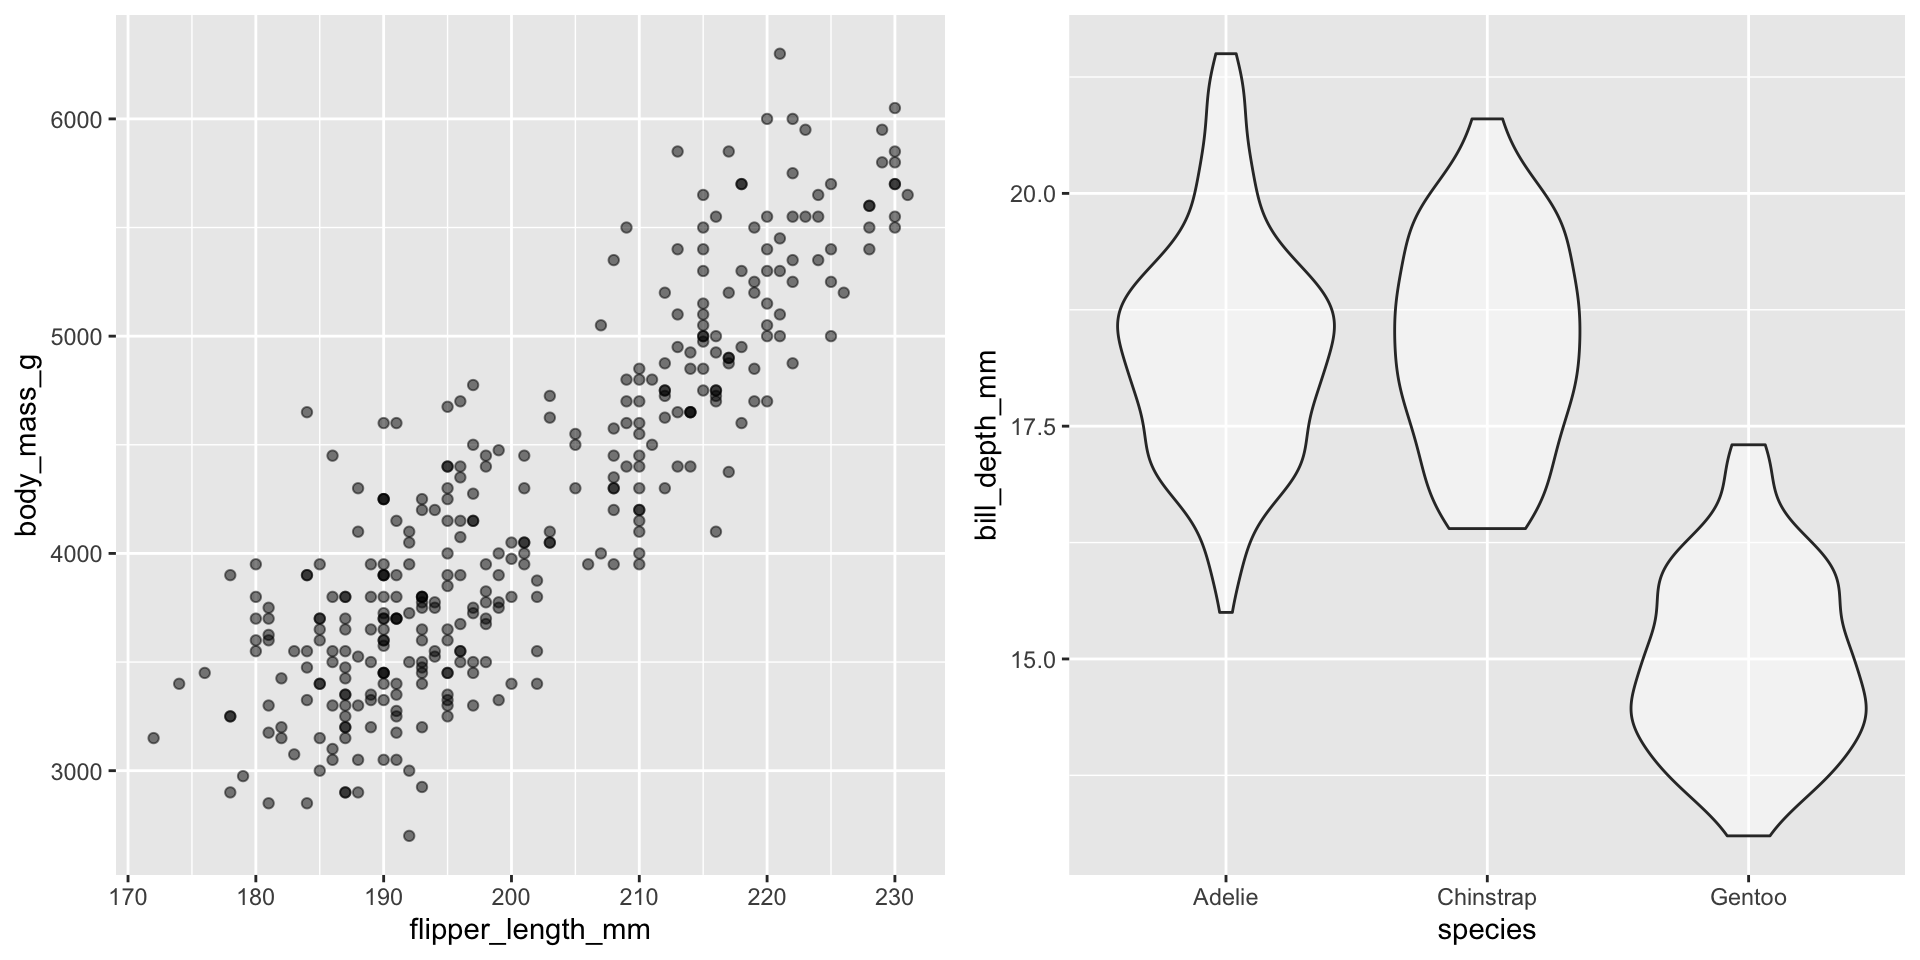 body_mass_g
6000
5000
4000
3000
170 180 190 200 210 220 230
flipper_length_mm
bill_depth_mm
20.0
17.5
15.0
Adelie Chinstrap Gentoo
species